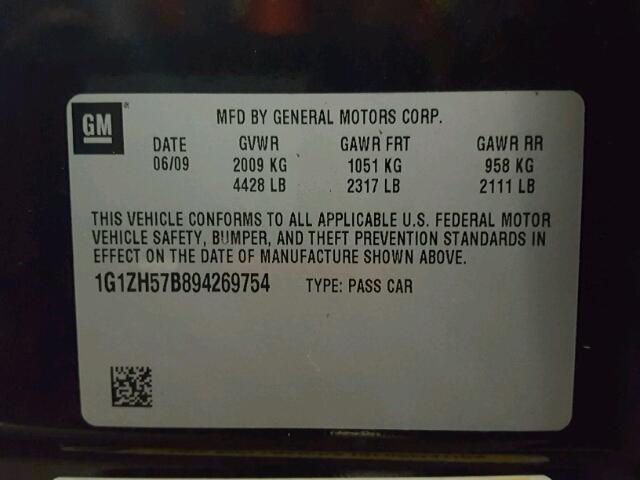 GM
MFD BY GENERAL MOTORS CORP.
DATE GVWR GAWR FRT GAWR RR
06/09 2009 KG 1051 KG 958 KG
4428 LB 2317 LB 2111 LB
THIS VEHICLE CONFORMS TO ALL APPLICABLE U.S. FEDERAL MOTOR
VEHICLE SAFETY, BUMPER, AND THEFT PREVENTION STANDARDS IN
EFFECT ON THE DATE OF MANUFACTURE SHOWN ABOVE.
1G1ZH57B894269754 TYPE: PASS CAR